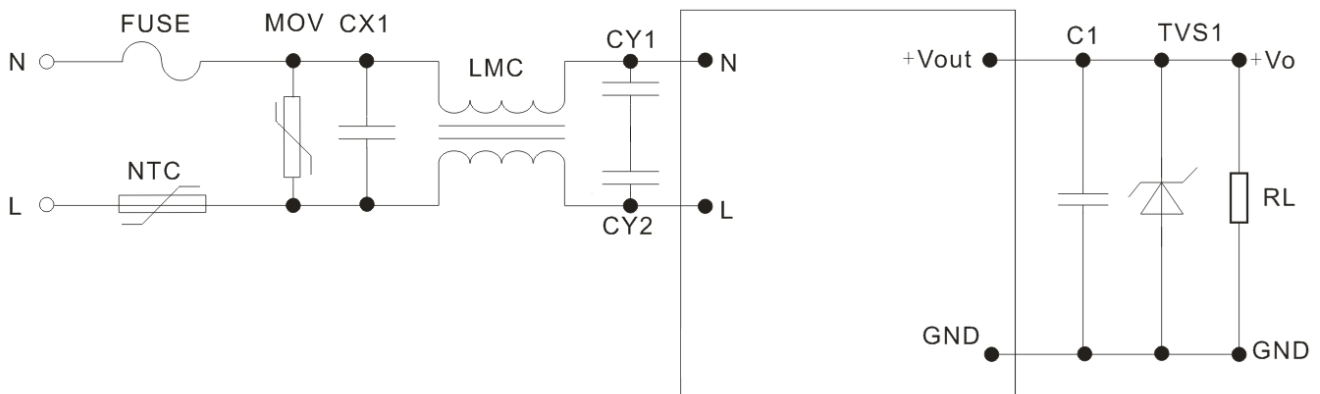 FUSE
MOV
CX1
N
LMC
CY1
N
+Vout
C1
TVS1
+Vo
NTC
L
CY2
L
RL
GND
GND